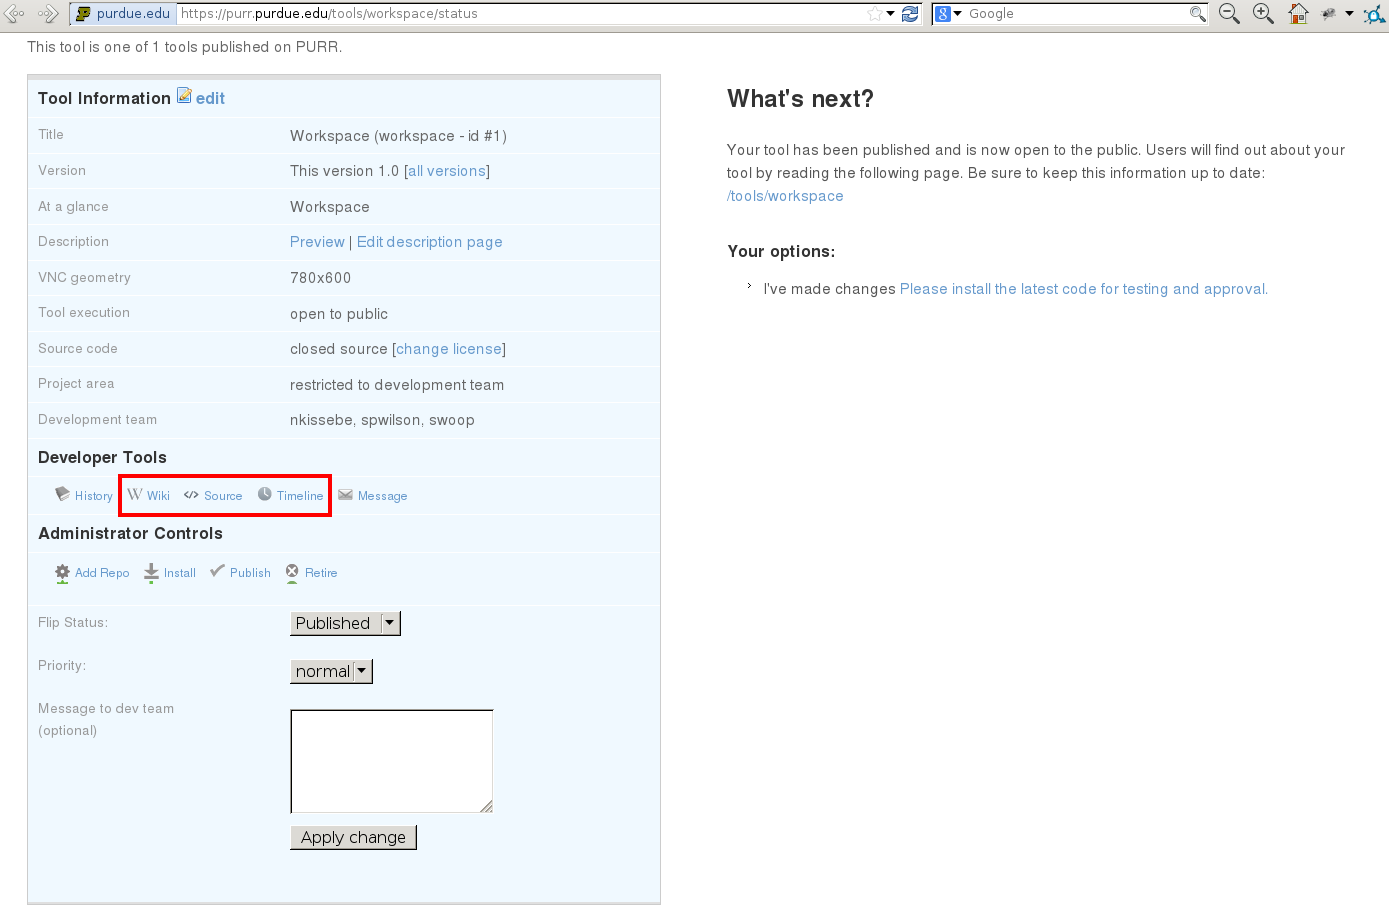 purdue.edu https://purr.purdue.edu/tools/workspace/status 8 Google
This tool is one of 1 tools published on PURR.
Tool Information edit
Title Workspace (workspace - id #1)
Version This version 1.0 [all versions]
At a glance Workspace
Description Preview | Edit description page
VNC geometry 780x600
Tool execution open to public
Source code closed source [change license]
Project area restricted to development team
Development team nkissebe, spwilson, swoop
Developer Tools
History W Wiki </> Source Timeline Message
Administrator Controls
Add Repo Install Publish Retire
Flip Status: Published
Priority: normal
Message to dev team
(optional)
Apply change
What's next?
Your tool has been published and is now open to the public. Users will find out about your
tool by reading the following page. Be sure to keep this information up to date:
/tools/workspace
Your options:
I've made changes Please install the latest code for testing and approval.